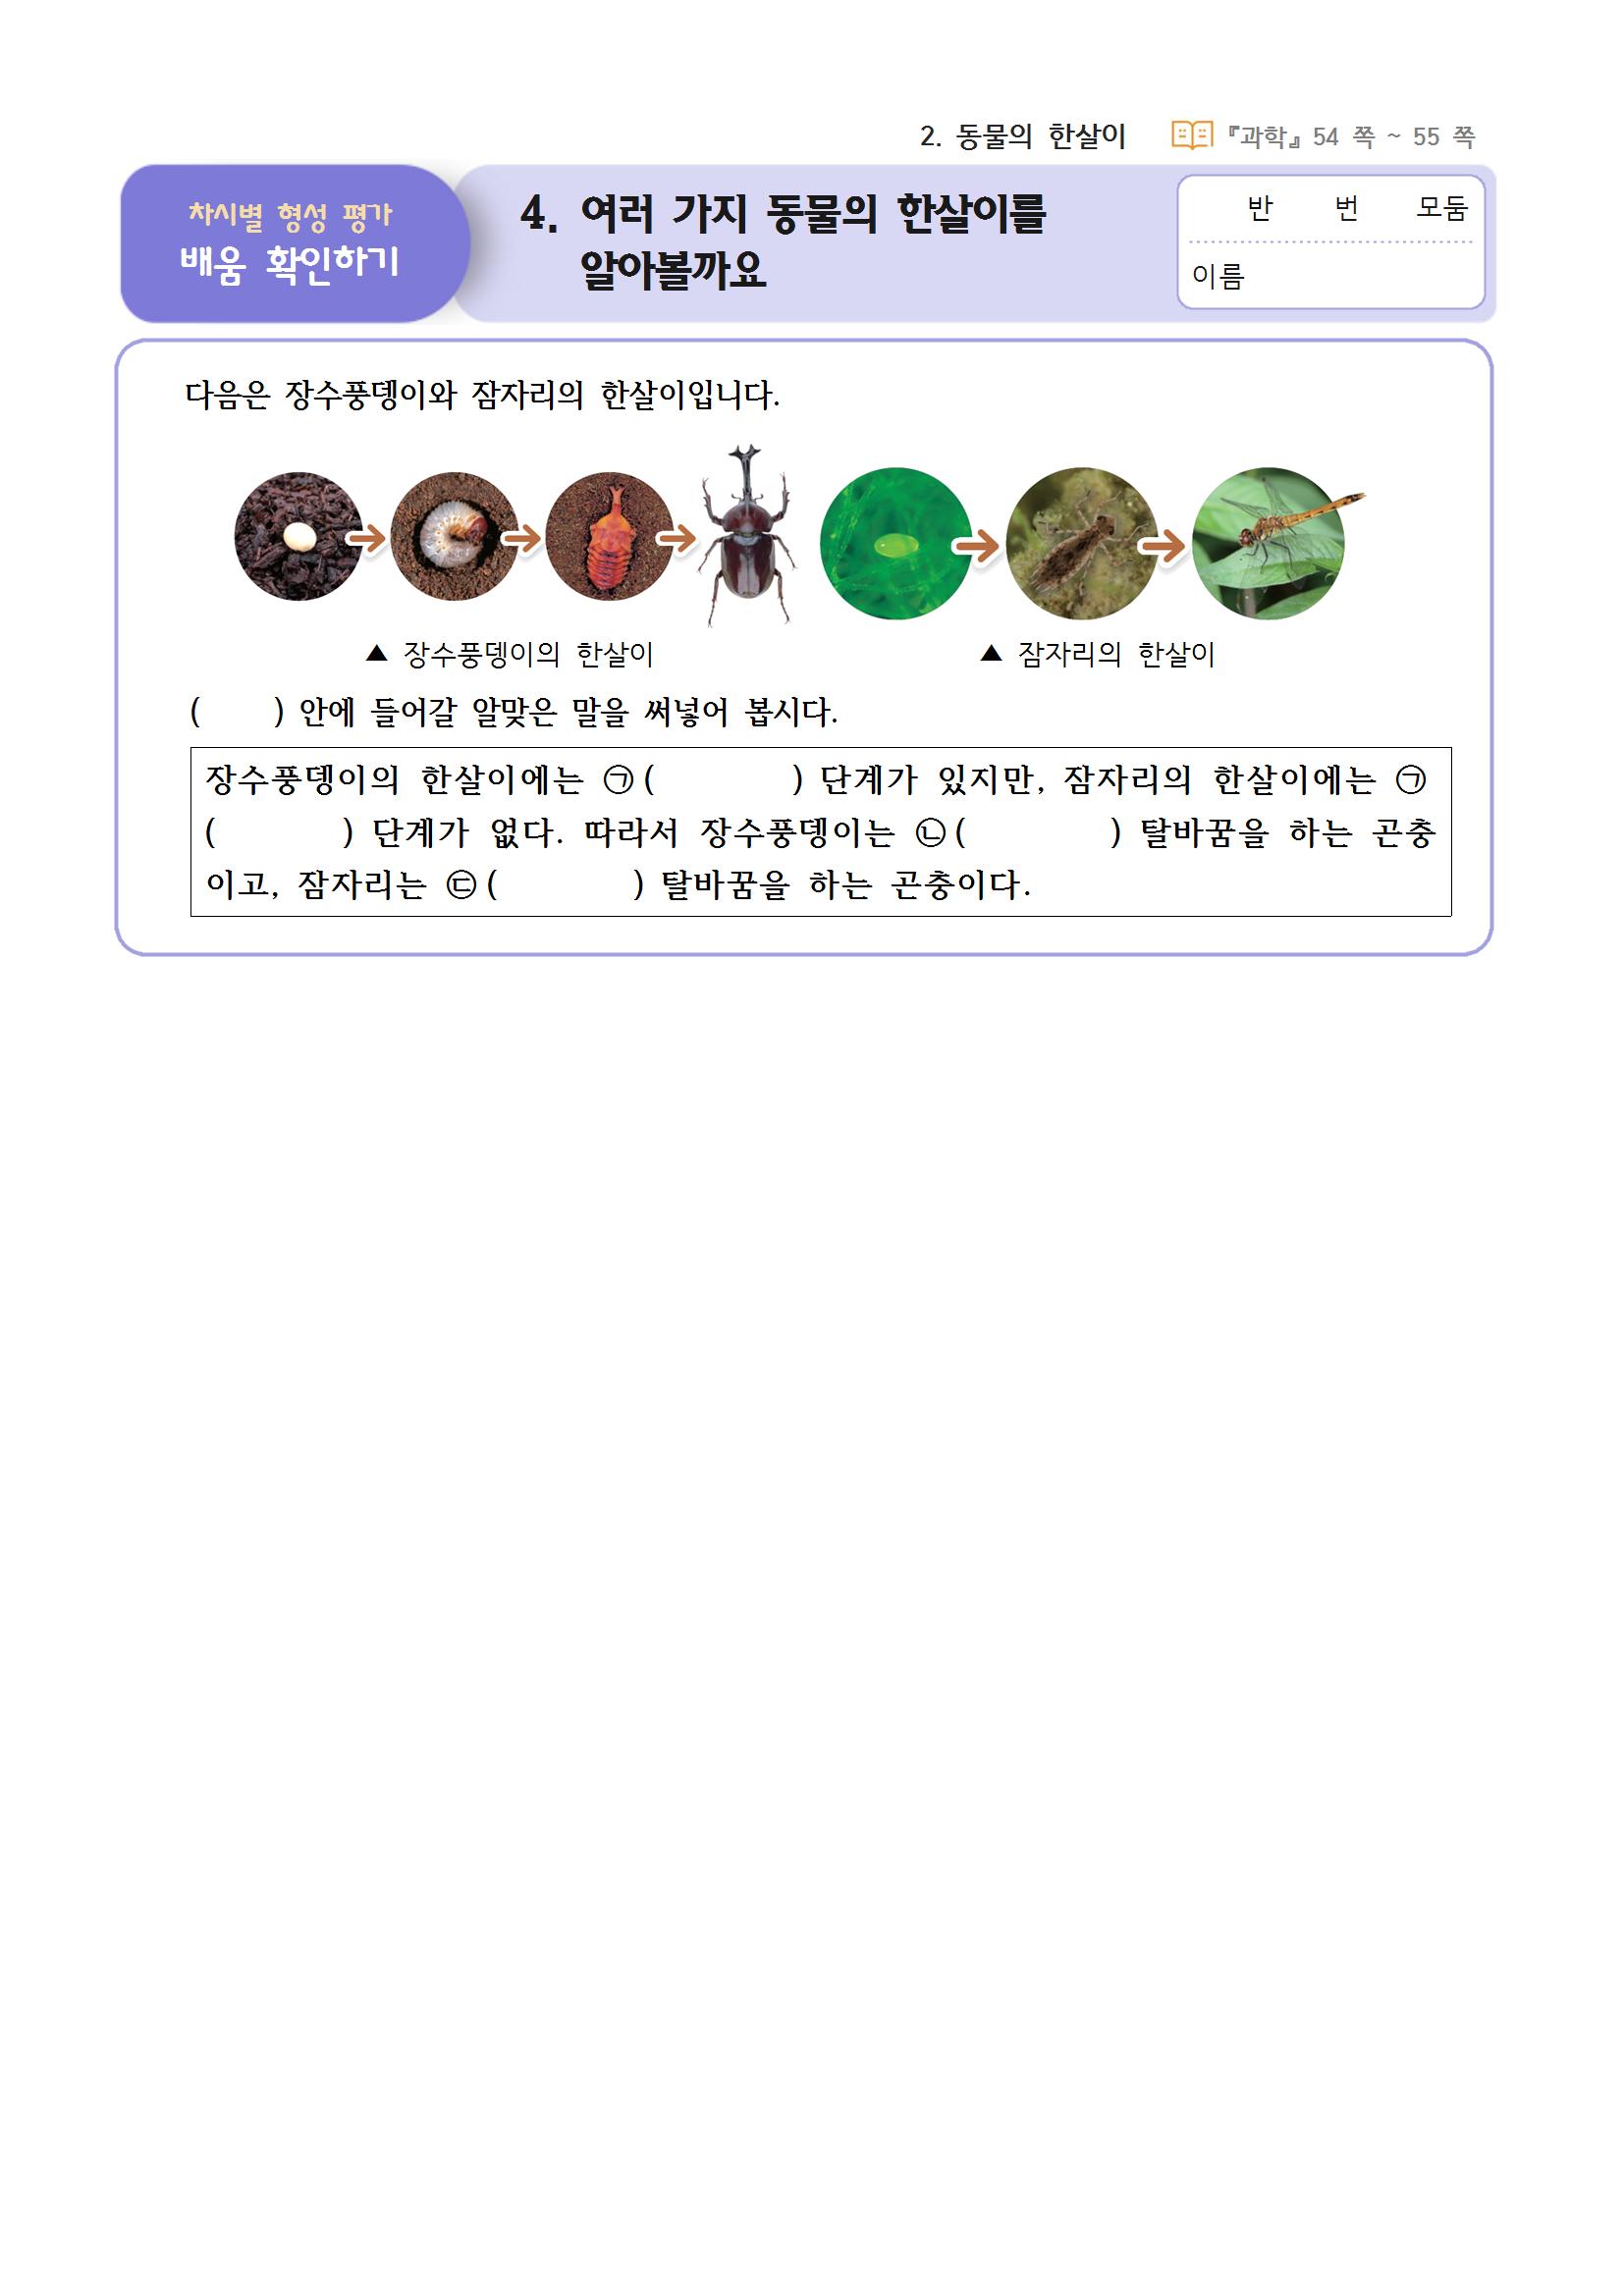 2. 동물의 한살이 『과학』 54 쪽 ~ 55 쪽
차시별 형성 평가
배움 확인하기
4. 여러 가지 동물의 한살이를
알아볼까요
반 번 모둠
이름
다음은 장수풍뎅이와 잠자리의 한살이입니다.
▲ 장수풍뎅이의 한살이 ▲ 잠자리의 한살이
( ) 안에 들어갈 알맞은 말을 써넣어 봅시다.
장수풍뎅이의 한살이에는 ㉠( ) 단계가 있지만, 잠자리의 한살이에는 ㉠
( ) 단계가 없다. 따라서 장수풍뎅이는 ㉡( ) 탈바꿈을 하는 곤충
이고, 잠자리는 ㉢( ) 탈바꿈을 하는 곤충이다.